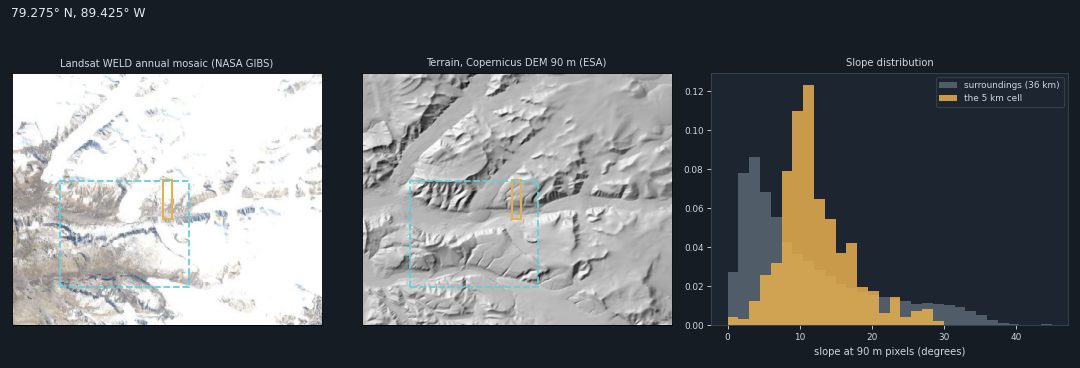 79.275° N, 89.425° W
Landsat WELD annual mosaic (NASA GIBS)
Terrain, Copernicus DEM 90 m (ESA)
Slope distribution
surroundings (36 km)
the 5 km cell
0.12
0.10
0.08
0.06
0.04
0.02
0.00
0 10 20 30 40
slope at 90 m pixels (degrees)